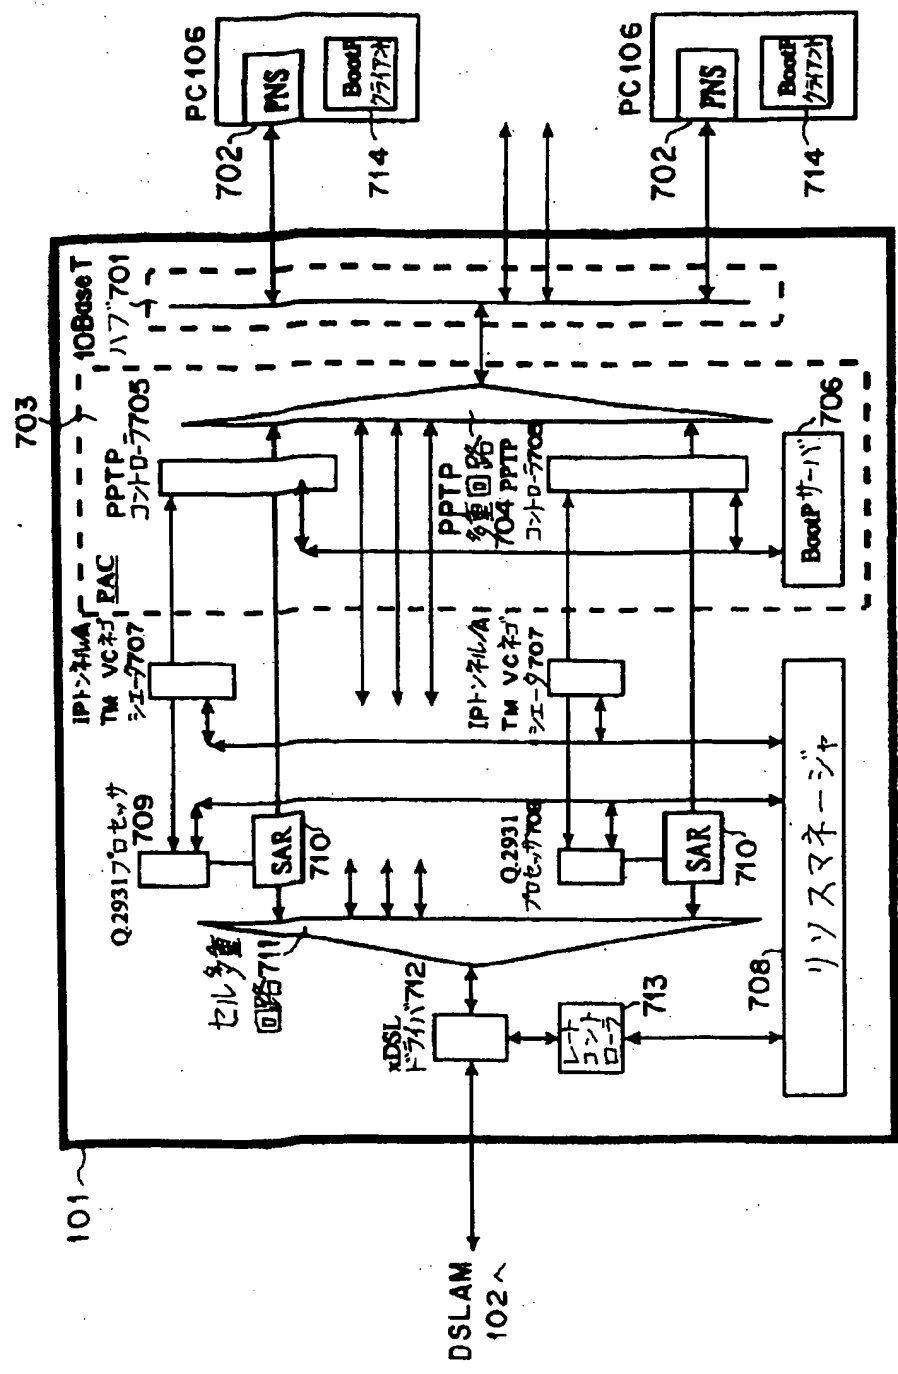 PC106
PNS
BootP
クライアント
702
714
PC106
PNS
BootP
クライアント
702
714
703
10BaseT
ハブ701
PPTP
コントローラ705
PPTP
多重回路
704
PPTP
コントローラ705
706
BootPサーバ
PAC
IPトンネル/A
TM VCネゴ
シエータ707
IPトンネル/A
TM VCネゴ
シエータ707
Q.2931プロセッサ
709
SAR
710
Q.2931
プロセッサ709
SAR
710
セル多重
回路711
xDSL
ドライバ712
レート
コント
ローラ
713
708
リソスマネージャ
101
DSLAM
102へ